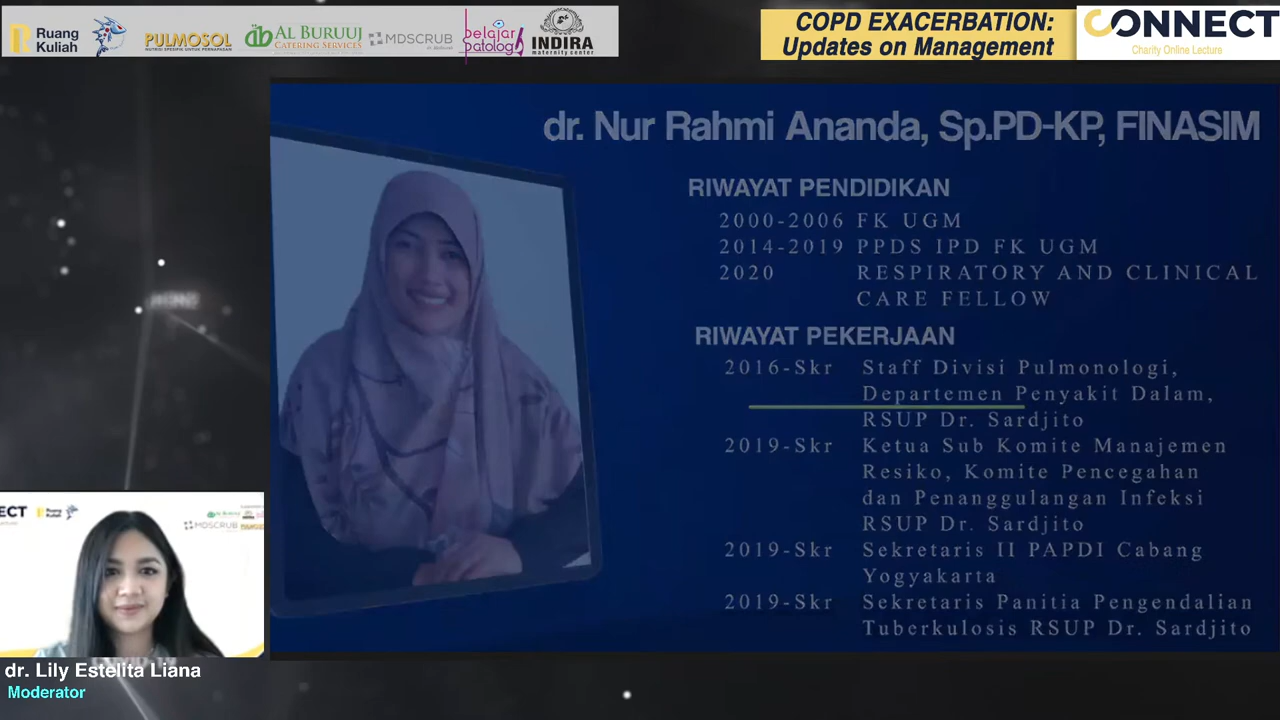 Ruang
Kuliah
PULMOSOL
NUTRISI SPESIFIK UNTUK PERNAPASAN
AL BURUUJ
CATERING SERVICES
MDSCRUB
belajar
patologi
INDIRA
maternity center
COPD EXACERBATION:
Updates on Management
CONNECT
Charity Online Lecture
dr. Nur Rahmi Ananda, Sp.PD-KP, FINASIM
RIWAYAT PENDIDIKAN
2000-2006 FK UGM
2014-2019 PPDS IPD FK UGM
2020 RESPIRATORY AND CLINICAL
CARE FELLOW
RIWAYAT PEKERJAAN
2016-Skr Staff Divisi Pulmonologi,
Departemen Penyakit Dalam,
RSUP Dr. Sardjito
2019-Skr Ketua Sub Komite Manajemen
Resiko, Komite Pencegahan
dan Penanggulangan Infeksi
RSUP Dr. Sardjito
2019-Skr Sekretaris II PAPDI Cabang
Yogyakarta
2019-Skr Sekretaris Panitia Pengendalian
Tuberkulosis RSUP Dr. Sardjito
MDSCRUB
dr. Lily Estelita Liana
Moderator